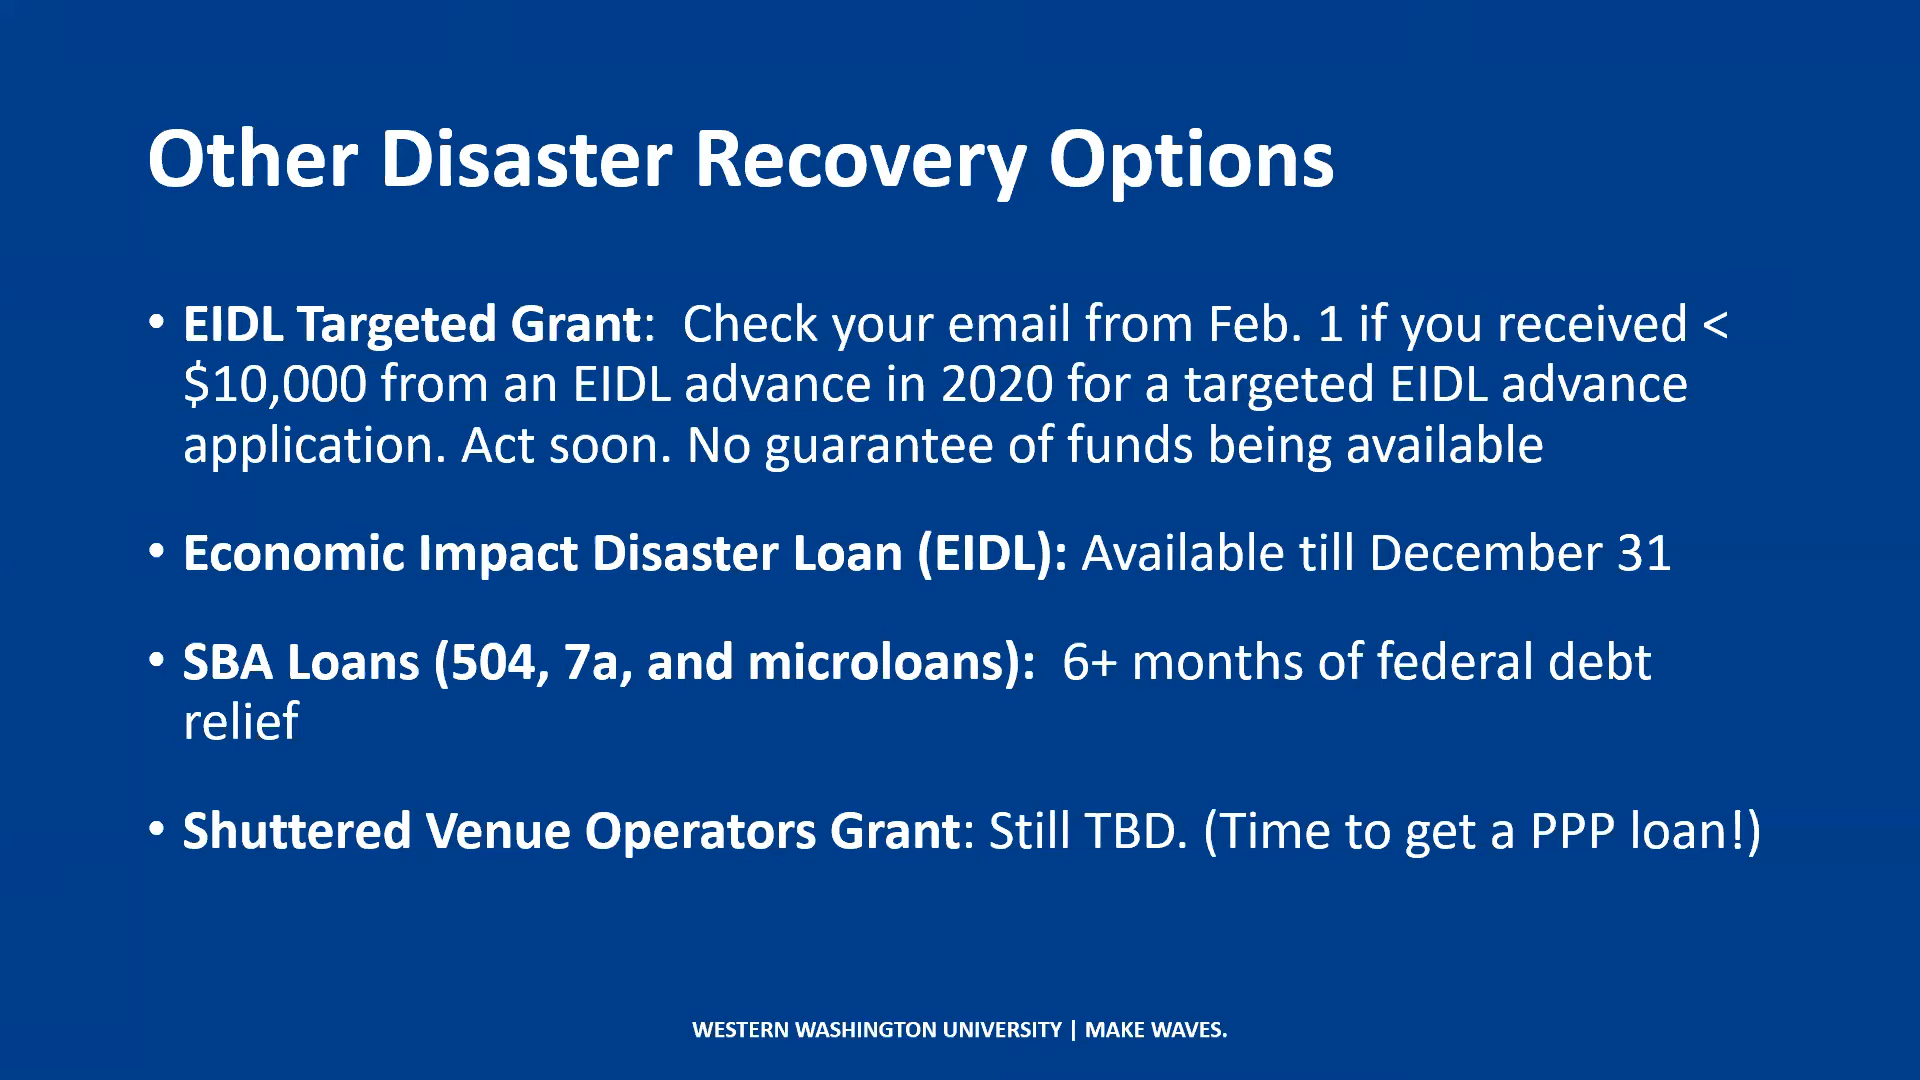 Other Disaster Recovery Options
• EIDL Targeted Grant:  Check your email from Feb. 1 if you received <
$10,000 from an EIDL advance in 2020 for a targeted EIDL advance
application. Act soon. No guarantee of funds being available
• Economic Impact Disaster Loan (EIDL): Available till December 31
• SBA Loans (504, 7a, and microloans):  6+ months of federal debt
relief
• Shuttered Venue Operators Grant: Still TBD. (Time to get a PPP loan!)
WESTERN WASHINGTON UNIVERSITY | MAKE WAVES.